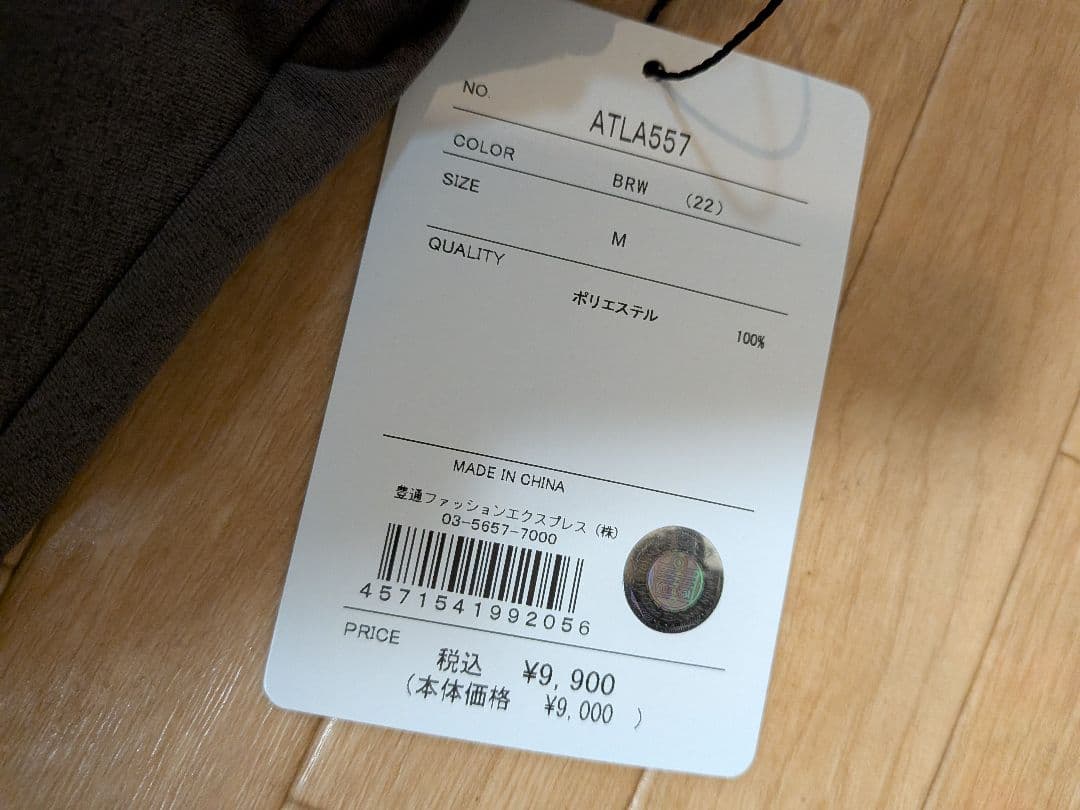 NO.
ATLA557
COLOR
BRW (22)
SIZE
M
QUALITY
ポリエステル 100%
MADE IN CHINA
豊通ファッションエクスプレス（株）
03-5657-7000
4571541992056
PRICE
税込 ¥9,900
（本体価格 ¥9,000 ）